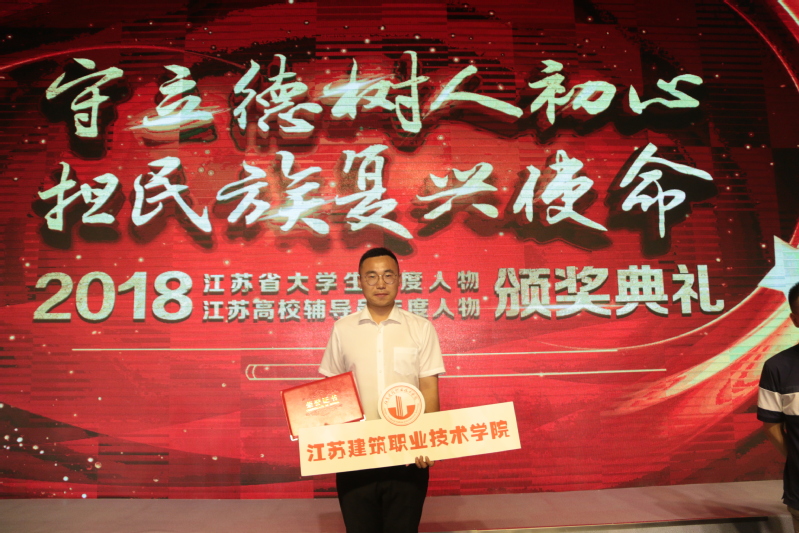 守立德树人初心
担民族复兴使命
2018 江苏省大学生 度人物
江苏高校辅导 年度人物
颁奖典礼
江苏建筑职业技术学院